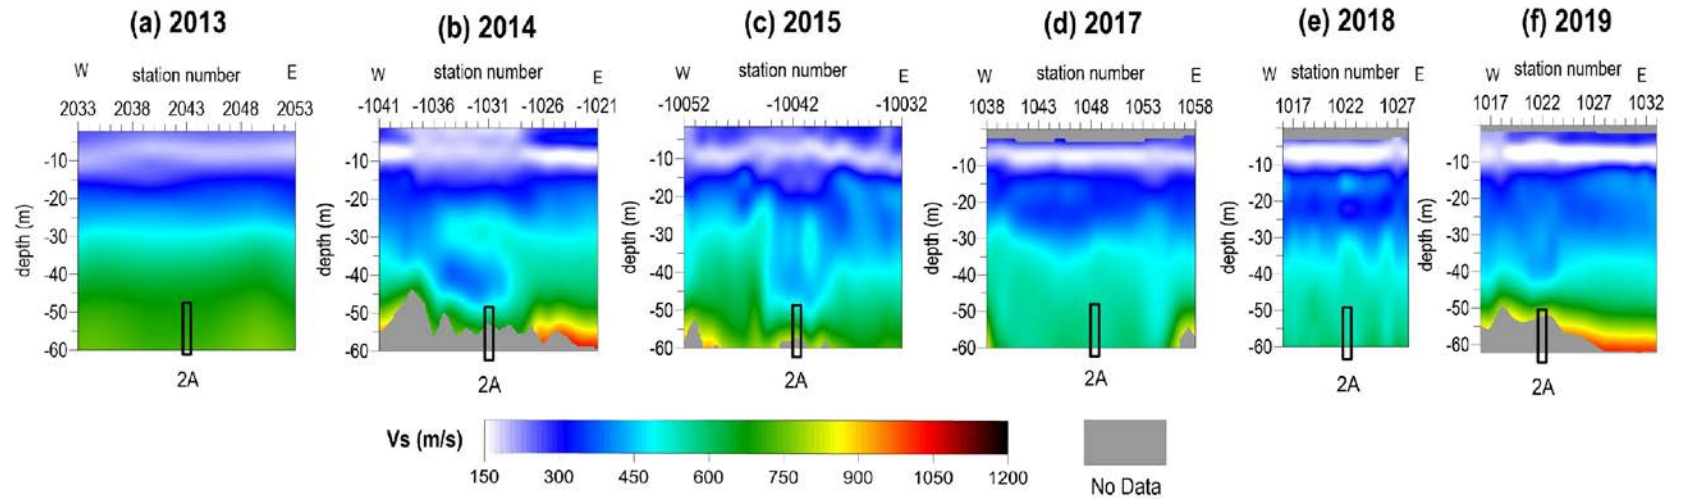 (a) 2013
(b) 2014
(c) 2015
(d) 2017
(e) 2018
(f) 2019
W station number E
W station number E
W station number E
W station number E
W station number E
W station number E
2033 2038 2043 2048 2053
-1041 -1036 -1031 -1026 -1021
-10052 -10042 -10032
1038 1043 1048 1053 1058
1017 1022 1027
1017 1022 1027 1032
depth (m)
-10
-20
-30
-40
-50
-60
2A
depth (m)
-10
-20
-30
-40
-50
-60
2A
depth (m)
-10
-20
-30
-40
-50
-60
2A
depth (m)
-10
-20
-30
-40
-50
-60
2A
depth (m)
-10
-20
-30
-40
-50
-60
2A
depth (m)
-10
-20
-30
-40
-50
-60
2A
Vs (m/s)
150 300 450 600 750 900 1050 1200
No Data